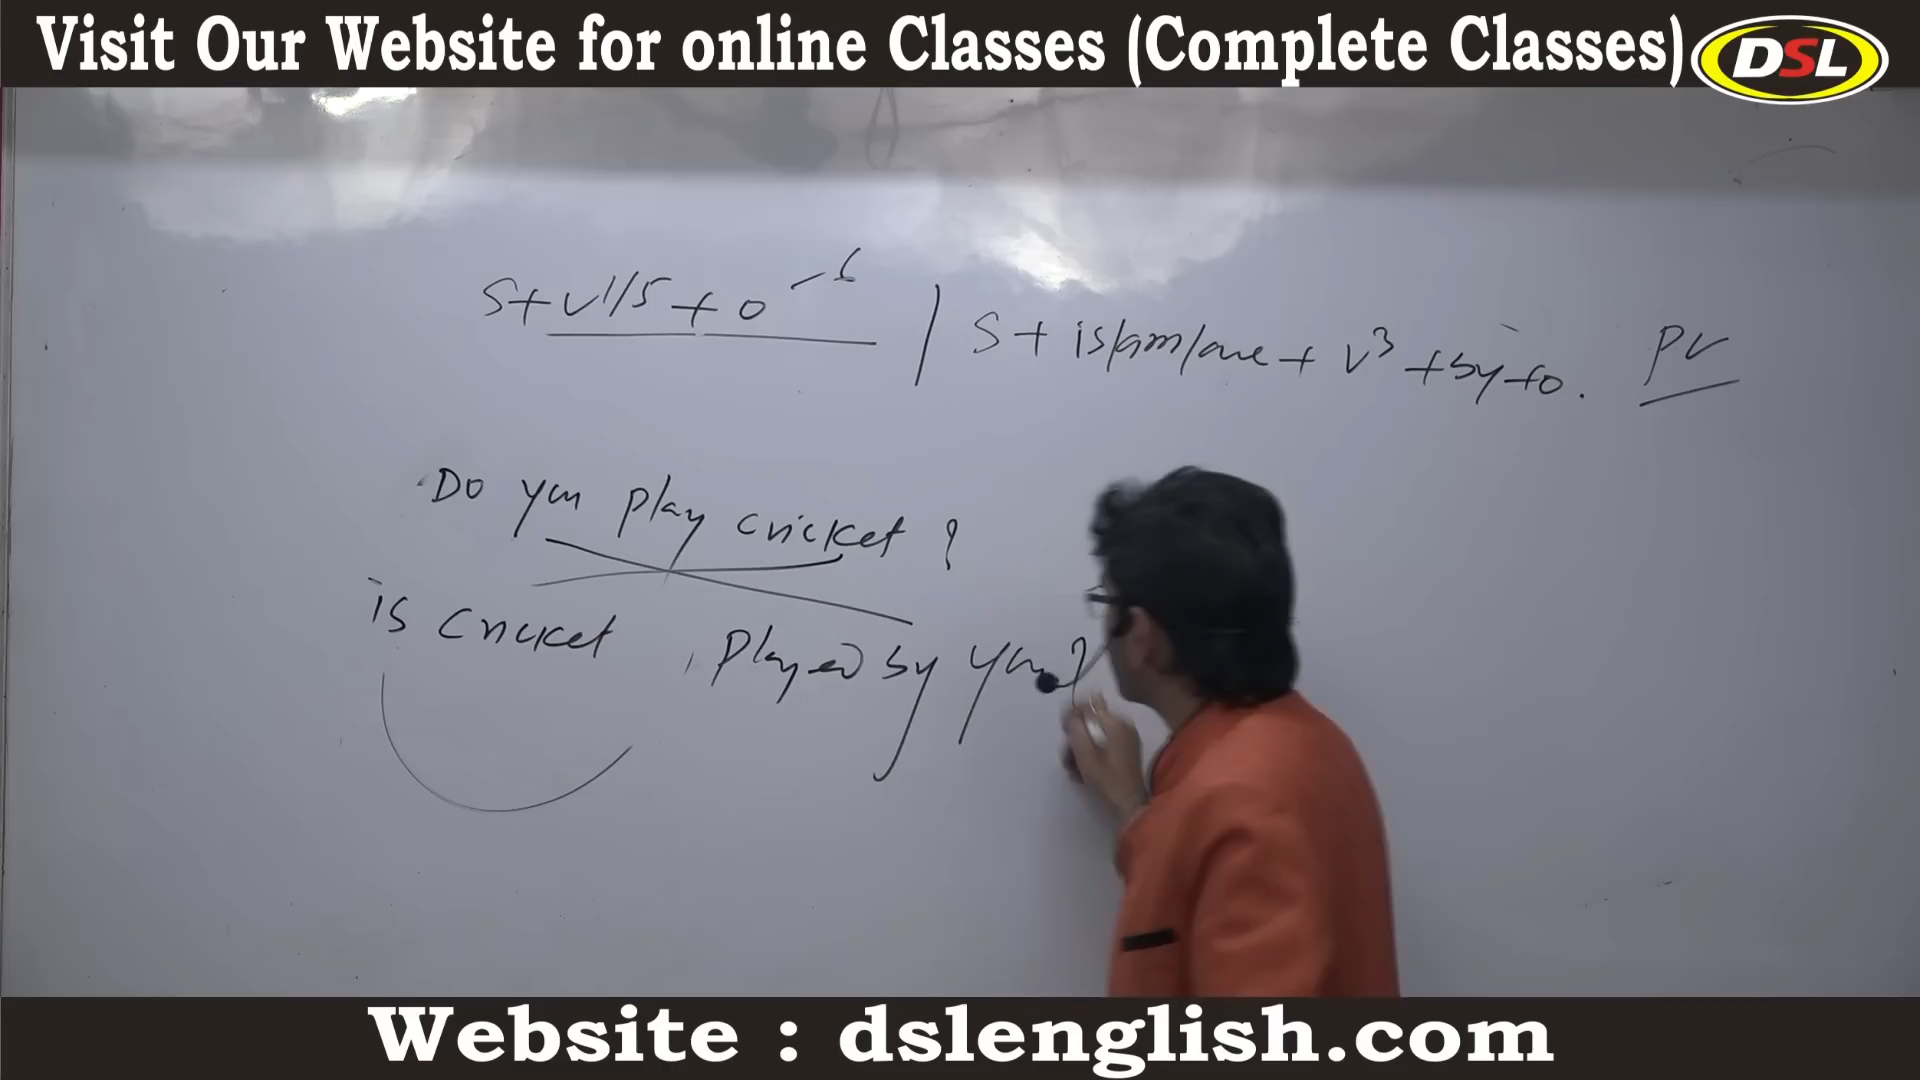 Visit Our Website for online Classes (Complete Classes)
DSL
S+V1/5+O
S + is/am/are + V3 + by + O. PV
Do you play cricket?
is cricket played by you?
Website : dslenglish.com